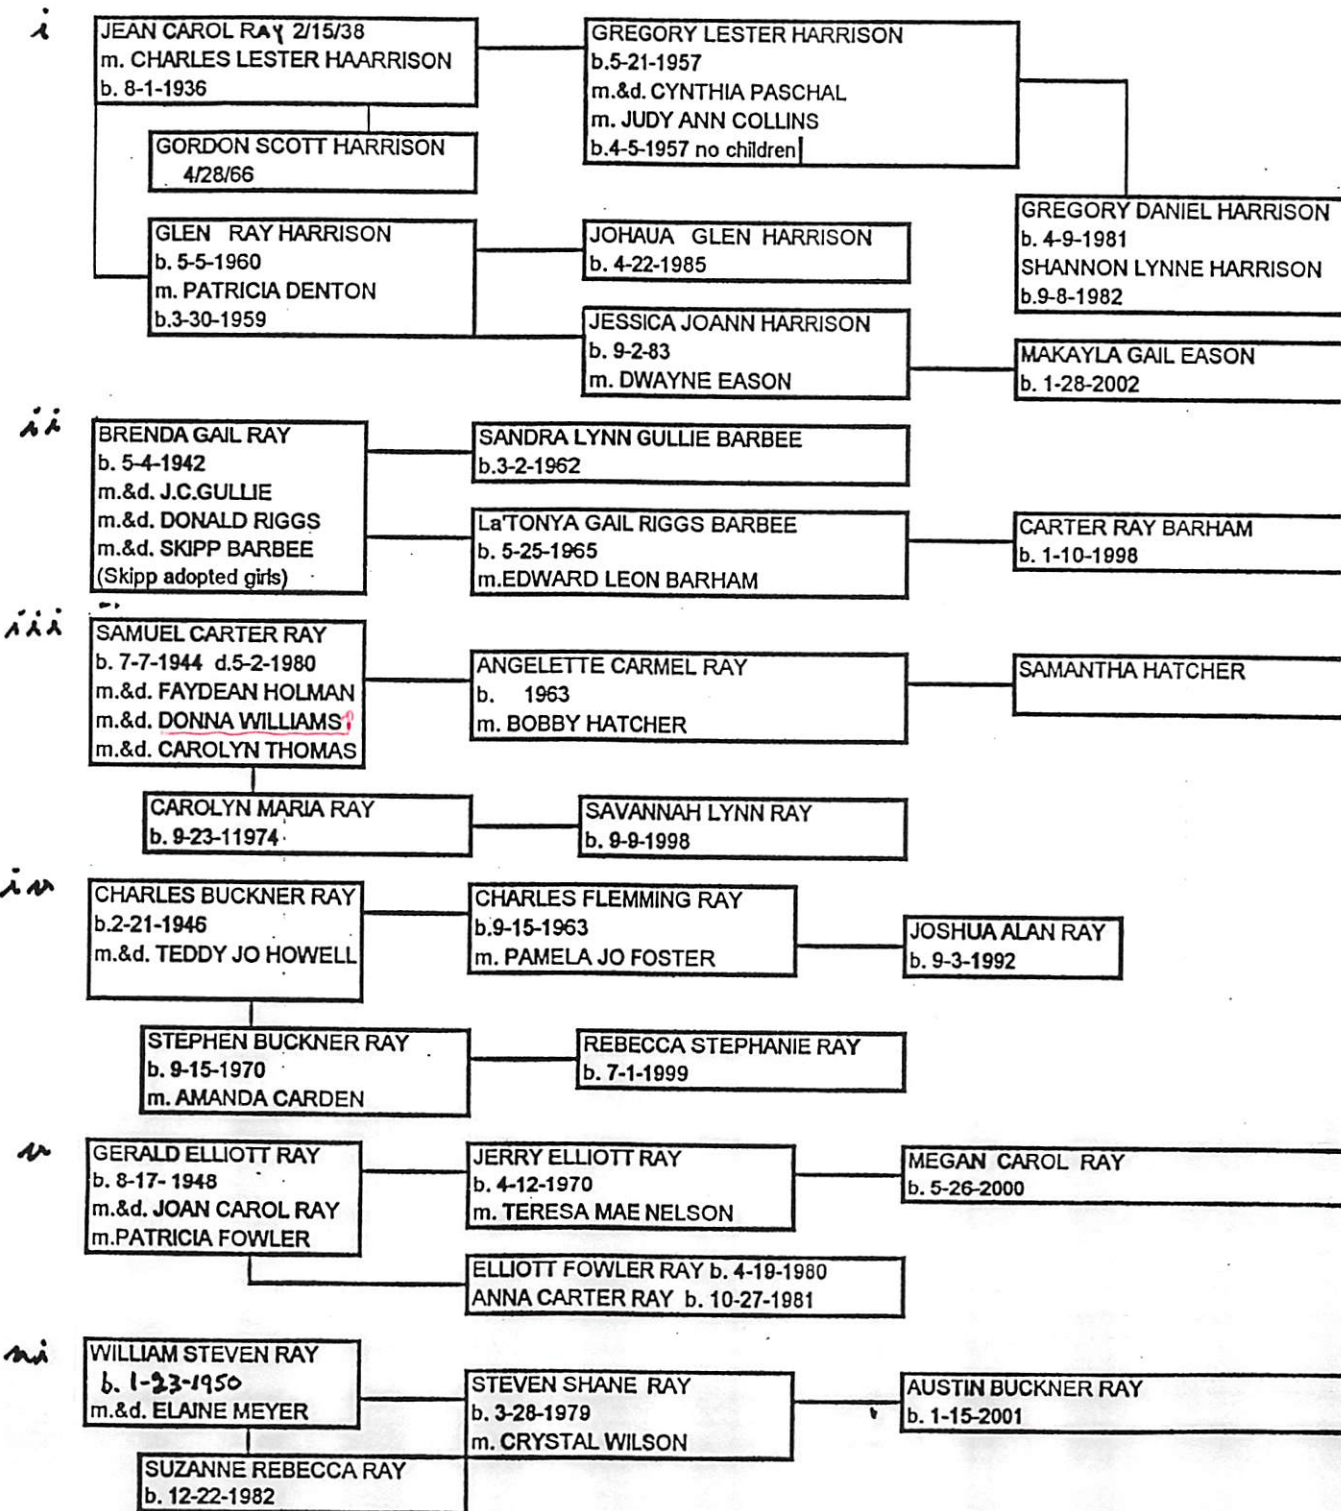 i
JEAN CAROL RAY 2/15/38
m. CHARLES LESTER HAARRISON
b. 8-1-1936
GORDON SCOTT HARRISON
4/28/66
GLEN RAY HARRISON
b. 5-5-1960
m. PATRICIA DENTON
b.3-30-1959
GREGORY LESTER HARRISON
b.5-21-1957
m.&d. CYNTHIA PASCHAL
m. JUDY ANN COLLINS
b.4-5-1957 no children
JOHAUA GLEN HARRISON
b. 4-22-1985
JESSICA JOANN HARRISON
b. 9-2-83
m. DWAYNE EASON
GREGORY DANIEL HARRISON
b. 4-9-1981
SHANNON LYNNE HARRISON
b.9-8-1982
MAKAYLA GAIL EASON
b. 1-28-2002
ii
BRENDA GAIL RAY
b. 5-4-1942
m.&d. J.C.GULLIE
m.&d. DONALD RIGGS
m.&d. SKIPP BARBEE
(Skipp adopted girls)
SANDRA LYNN GULLIE BARBEE
b.3-2-1962
La'TONYA GAIL RIGGS BARBEE
b. 5-25-1965
m.EDWARD LEON BARHAM
CARTER RAY BARHAM
b. 1-10-1998
iii
SAMUEL CARTER RAY
b. 7-7-1944 d.5-2-1980
m.&d. FAYDEAN HOLMAN
m.&d. DONNA WILLIAMS?
m.&d. CAROLYN THOMAS
ANGELETTE CARMEL RAY
b. 1963
m. BOBBY HATCHER
SAMANTHA HATCHER
CAROLYN MARIA RAY
b. 9-23-11974
SAVANNAH LYNN RAY
b. 9-9-1998
iv
CHARLES BUCKNER RAY
b.2-21-1946
m.&d. TEDDY JO HOWELL
CHARLES FLEMMING RAY
b.9-15-1963
m. PAMELA JO FOSTER
JOSHUA ALAN RAY
b. 9-3-1992
STEPHEN BUCKNER RAY
b. 9-15-1970
m. AMANDA CARDEN
REBECCA STEPHANIE RAY
b. 7-1-1999
v
GERALD ELLIOTT RAY
b. 8-17- 1948
m.&d. JOAN CAROL RAY
m.PATRICIA FOWLER
JERRY ELLIOTT RAY
b. 4-12-1970
m. TERESA MAE NELSON
MEGAN CAROL RAY
b. 5-26-2000
ELLIOTT FOWLER RAY b. 4-19-1980
ANNA CARTER RAY b. 10-27-1981
vi
WILLIAM STEVEN RAY
b. 1-23-1950
m.&d. ELAINE MEYER
STEVEN SHANE RAY
b. 3-28-1979
m. CRYSTAL WILSON
AUSTIN BUCKNER RAY
b. 1-15-2001
SUZANNE REBECCA RAY
b. 12-22-1982